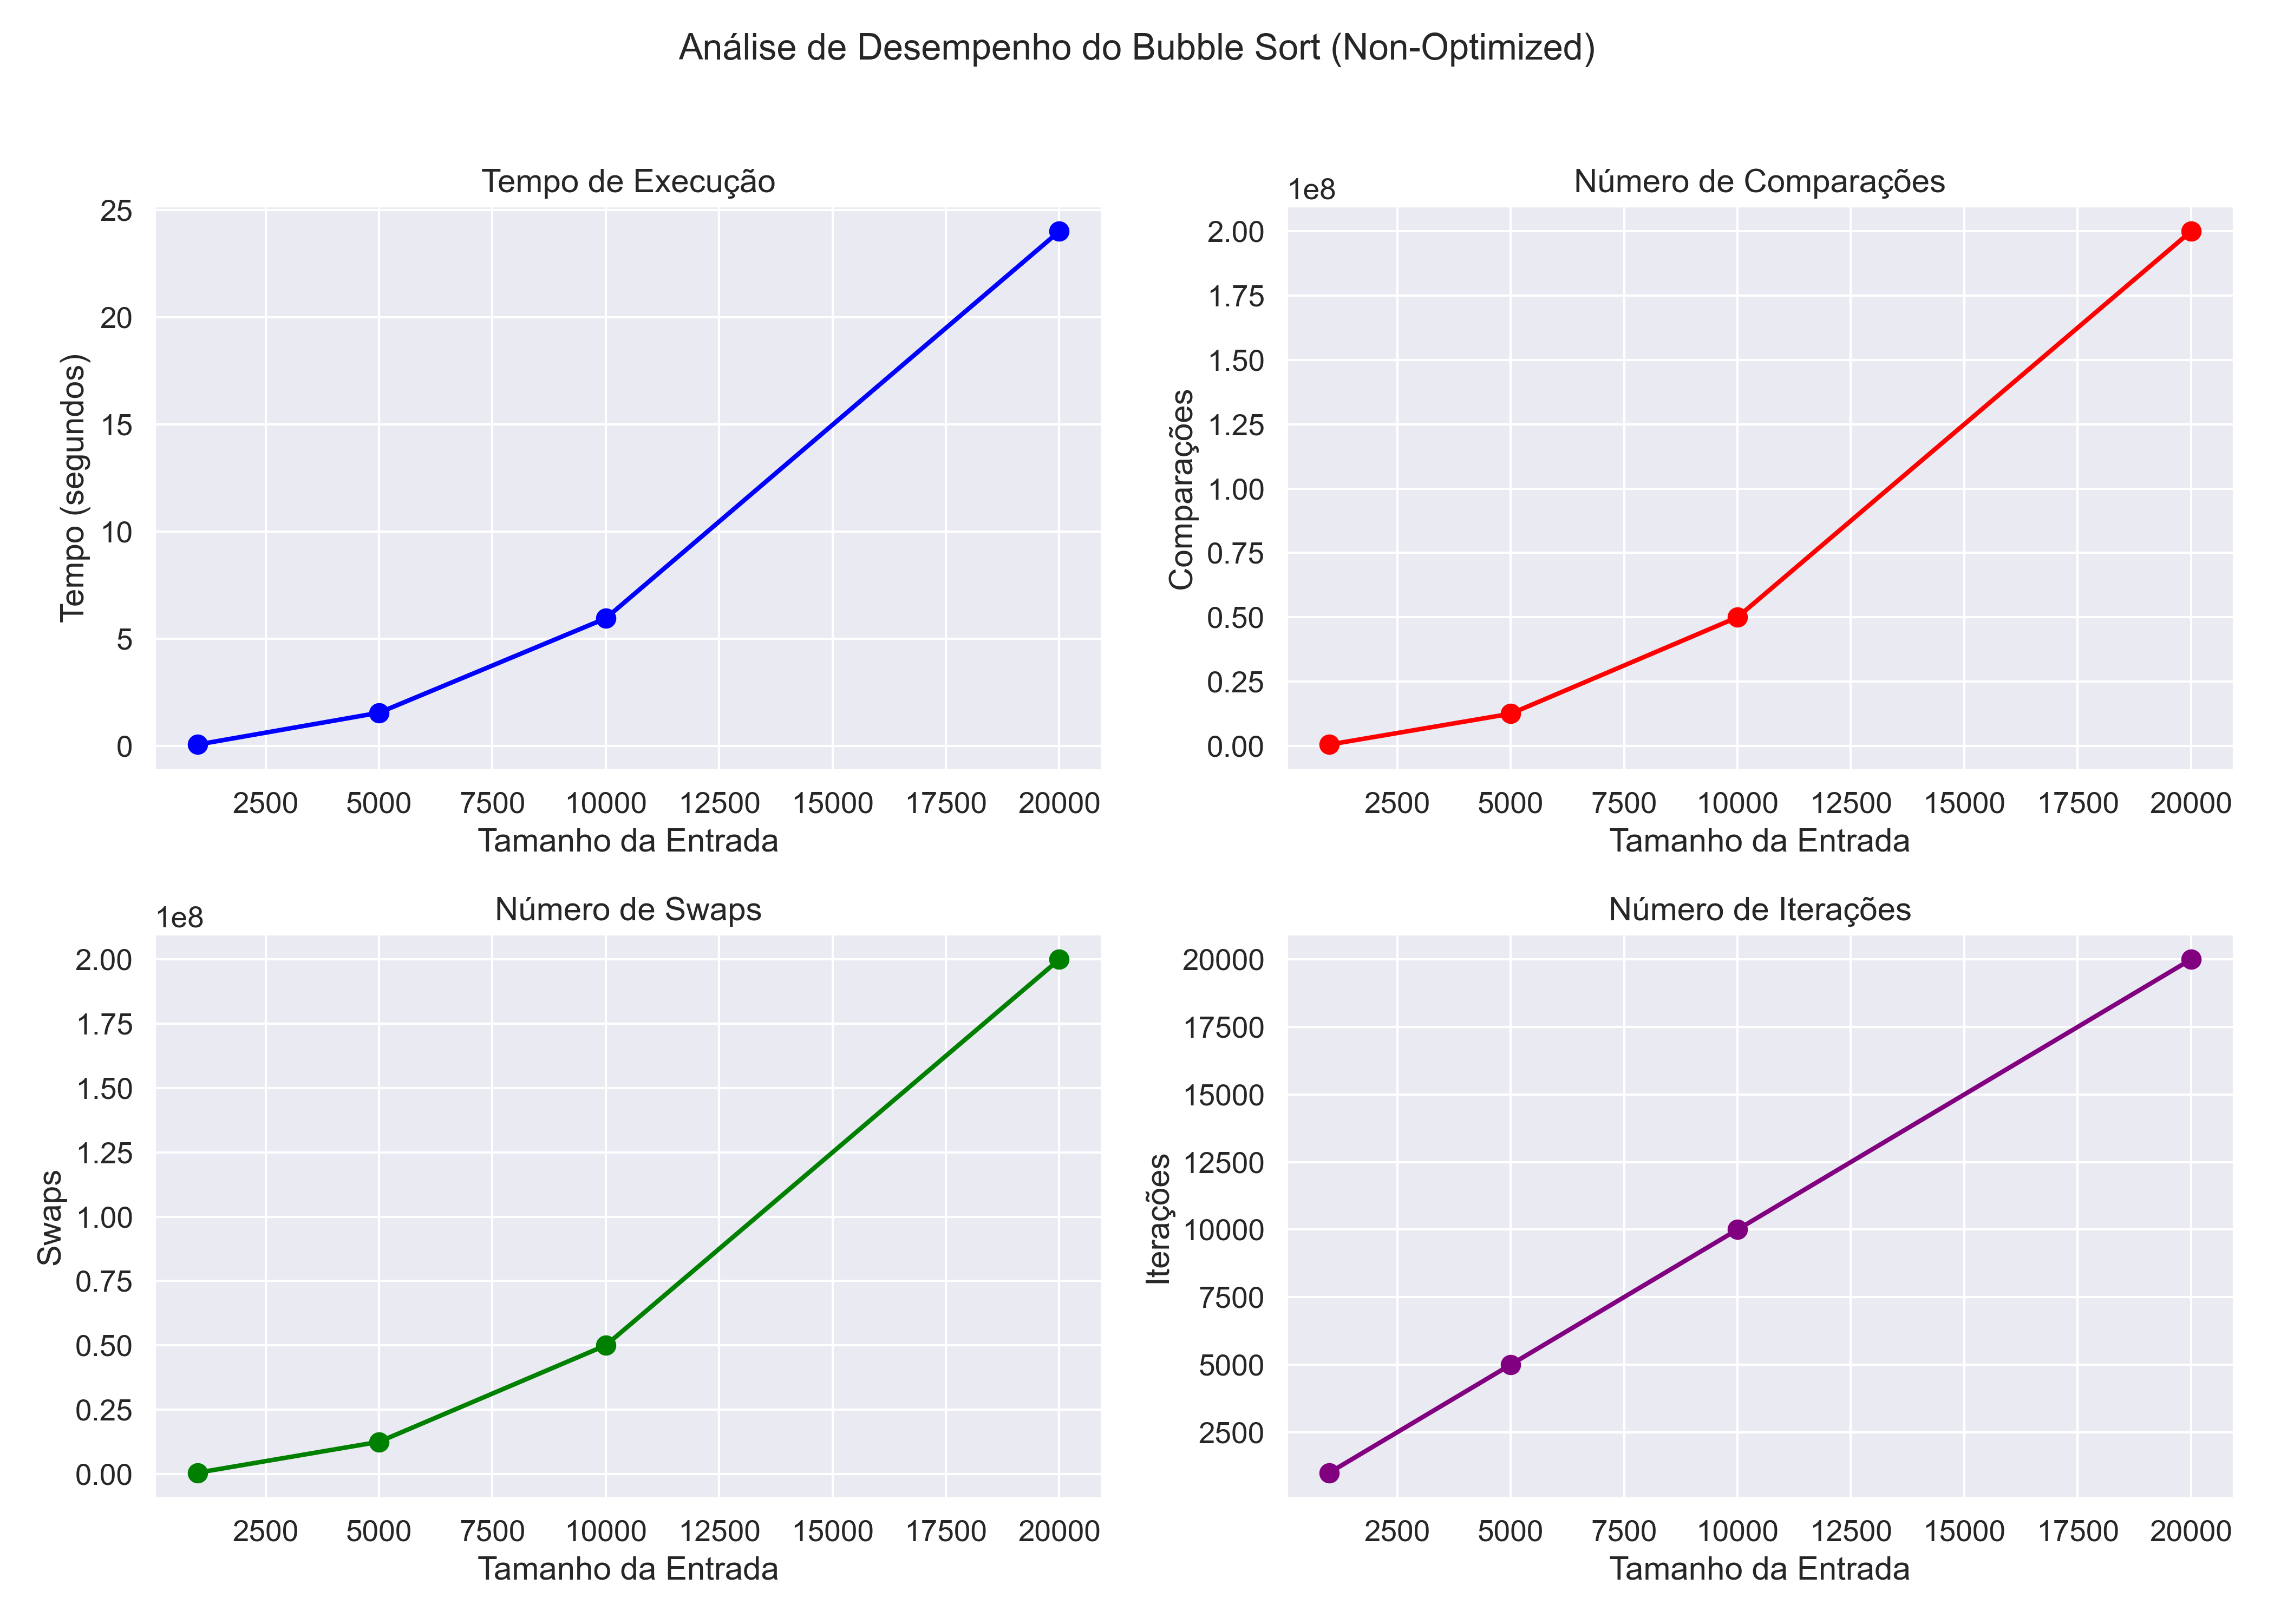 Análise de Desempenho do Bubble Sort (Non-Optimized)
Tempo de Execução
25
20
15
10
5
0
Tempo (segundos)
2500 5000 7500 10000 12500 15000 17500 20000
Tamanho da Entrada
Número de Comparações
1e8
2.00
1.75
1.50
1.25
1.00
0.75
0.50
0.25
0.00
Comparações
2500 5000 7500 10000 12500 15000 17500 20000
Tamanho da Entrada
Número de Swaps
1e8
2.00
1.75
1.50
1.25
1.00
0.75
0.50
0.25
0.00
Swaps
2500 5000 7500 10000 12500 15000 17500 20000
Tamanho da Entrada
Número de Iterações
20000
17500
15000
12500
10000
7500
5000
2500
Iterações
2500 5000 7500 10000 12500 15000 17500 20000
Tamanho da Entrada